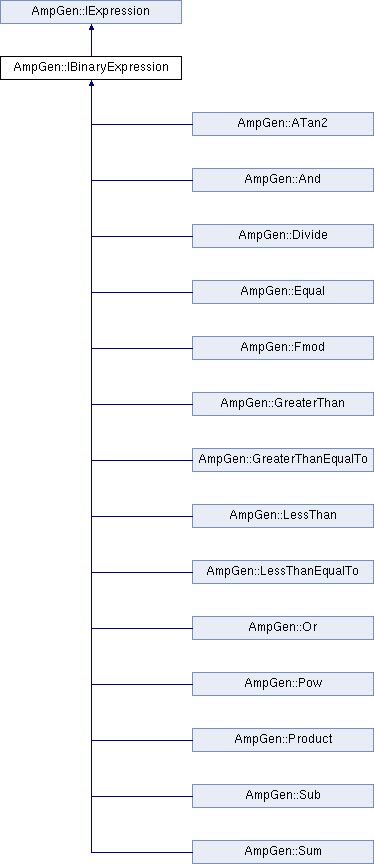 AmpGen::IExpression
AmpGen::IBinaryExpression
AmpGen::ATan2
AmpGen::And
AmpGen::Divide
AmpGen::Equal
AmpGen::Fmod
AmpGen::GreaterThan
AmpGen::GreaterThanEqualTo
AmpGen::LessThan
AmpGen::LessThanEqualTo
AmpGen::Or
AmpGen::Pow
AmpGen::Product
AmpGen::Sub
AmpGen::Sum